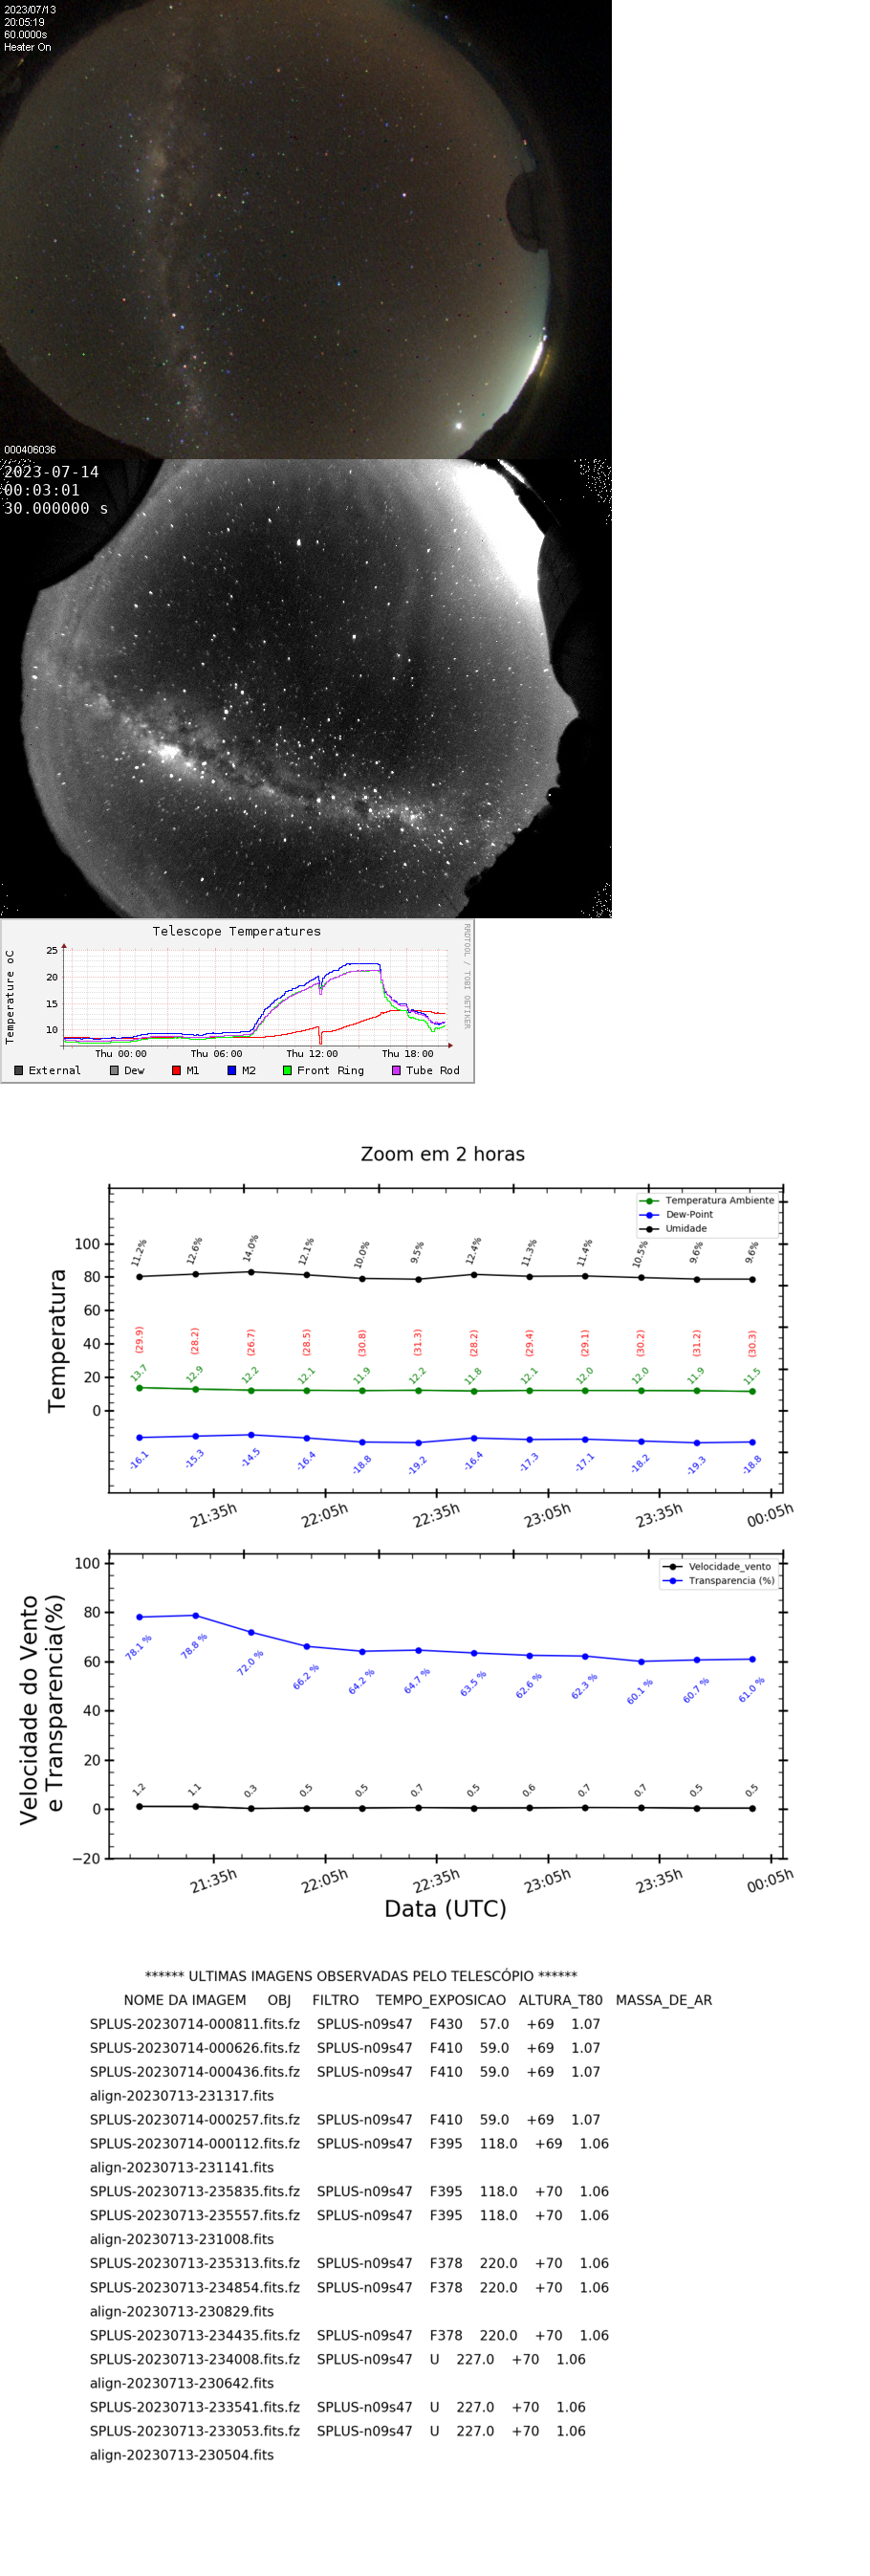 2023/07/13
20:05:19
60.0000s
Heater On
000406036
2023-07-14
00:03:01
30.000000 s
Telescope Temperatures
RRDTOOL / TOBI OETIKER
Temperature oC
25
20
15
10
Thu 00:00 Thu 06:00 Thu 12:00 Thu 18:00
External Dew M1 M2 Front Ring Tube Rod
Zoom em 2 horas
Temperatura Ambiente
Dew-Point
Umidade
Temperatura
100
80
60
40
20
0
11.2% 12.6% 14.0% 12.1% 10.0% 9.5% 12.4% 11.3% 11.4% 10.5% 9.6% 9.6%
(29.9) (28.2) (26.7) (28.5) (30.8) (31.3) (28.2) (29.4) (29.1) (30.2) (31.2) (30.3)
13.7 12.9 12.2 12.1 11.9 12.2 11.8 12.1 12.0 12.0 11.9 11.5
-16.1 -15.3 -14.5 -16.4 -18.8 -19.2 -16.4 -17.3 -17.1 -18.2 -19.3 -18.8
21:35h 22:05h 22:35h 23:05h 23:35h 00:05h
Velocidade_vento
Transparencia (%)
Velocidade do Vento
e Transparencia(%)
100
80
60
40
20
0
−20
78.1 % 78.8 % 72.0 % 66.2 % 64.2 % 64.7 % 63.5 % 62.6 % 62.3 % 60.1 % 60.7 % 61.0 %
1.2 1.1 0.3 0.5 0.5 0.7 0.5 0.6 0.7 0.7 0.5 0.5
21:35h 22:05h 22:35h 23:05h 23:35h 00:05h
Data (UTC)
****** ULTIMAS IMAGENS OBSERVADAS PELO TELESCÓPIO ******
NOME DA IMAGEM OBJ FILTRO TEMPO_EXPOSICAO ALTURA_T80 MASSA_DE_AR
SPLUS-20230714-000811.fits.fz SPLUS-n09s47 F430 57.0 +69 1.07
SPLUS-20230714-000626.fits.fz SPLUS-n09s47 F410 59.0 +69 1.07
SPLUS-20230714-000436.fits.fz SPLUS-n09s47 F410 59.0 +69 1.07
align-20230713-231317.fits
SPLUS-20230714-000257.fits.fz SPLUS-n09s47 F410 59.0 +69 1.07
SPLUS-20230714-000112.fits.fz SPLUS-n09s47 F395 118.0 +69 1.06
align-20230713-231141.fits
SPLUS-20230713-235835.fits.fz SPLUS-n09s47 F395 118.0 +70 1.06
SPLUS-20230713-235557.fits.fz SPLUS-n09s47 F395 118.0 +70 1.06
align-20230713-231008.fits
SPLUS-20230713-235313.fits.fz SPLUS-n09s47 F378 220.0 +70 1.06
SPLUS-20230713-234854.fits.fz SPLUS-n09s47 F378 220.0 +70 1.06
align-20230713-230829.fits
SPLUS-20230713-234435.fits.fz SPLUS-n09s47 F378 220.0 +70 1.06
SPLUS-20230713-234008.fits.fz SPLUS-n09s47 U 227.0 +70 1.06
align-20230713-230642.fits
SPLUS-20230713-233541.fits.fz SPLUS-n09s47 U 227.0 +70 1.06
SPLUS-20230713-233053.fits.fz SPLUS-n09s47 U 227.0 +70 1.06
align-20230713-230504.fits